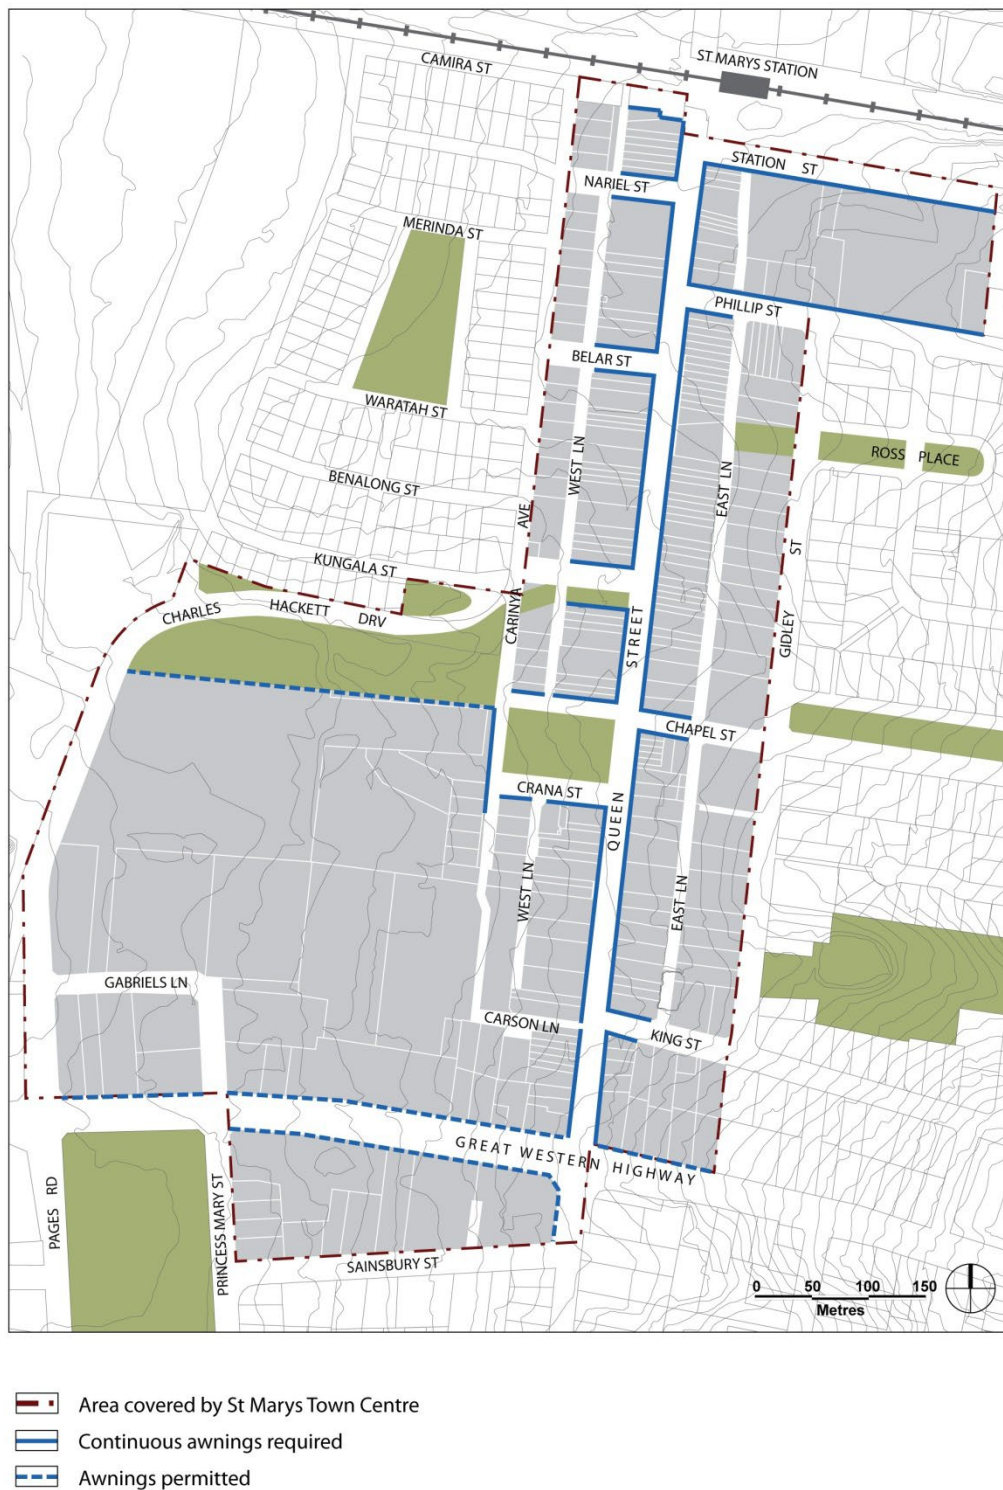 ST MARYS STATION
CAMIRA ST
STATION ST
NARIEL ST
MERINDA ST
PHILLIP ST
BELAR ST
WARATAH ST
WEST LN
ROSS PLACE
BENALONG ST
EAST LN
AVE
ST
KUNGALA ST
CHARLES HACKETT DRV
CARINYA
STREET
GIDLEY
CHAPEL ST
CRANA ST
QUEEN
WEST LN
EAST LN
GABRIELS LN
CARSON LN
KING ST
GREAT WESTERN HIGHWAY
PAGES RD
PRINCESS MARY ST
SAINSBURY ST
0 50 100 150
Metres
Area covered by St Marys Town Centre
Continuous awnings required
Awnings permitted